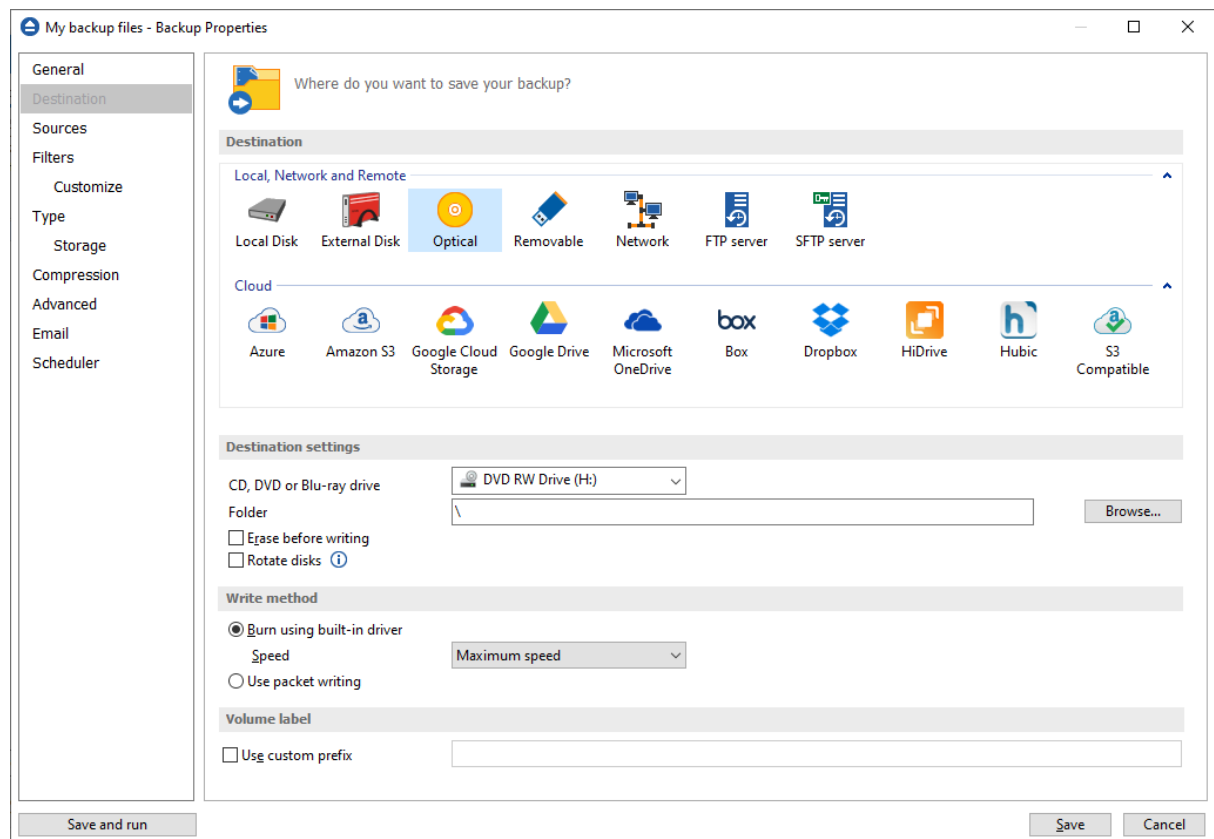 My backup files - Backup Properties
General
Destination
Sources
Filters
Customize
Type
Storage
Compression
Advanced
Email
Scheduler
Where do you want to save your backup?
Destination
Local, Network and Remote
Local Disk External Disk Optical Removable Network FTP server SFTP server
Cloud
box
Azure Amazon S3 Google Cloud Google Drive Microsoft Box Dropbox HiDrive Hubic S3
Storage OneDrive Compatible
Destination settings
CD, DVD or Blu-ray drive DVD RW Drive (H:)
Folder \ Browse...
Erase before writing
Rotate disks
Write method
Burn using built-in driver
Speed Maximum speed
Use packet writing
Volume label
Use custom prefix
Save and run Save Cancel